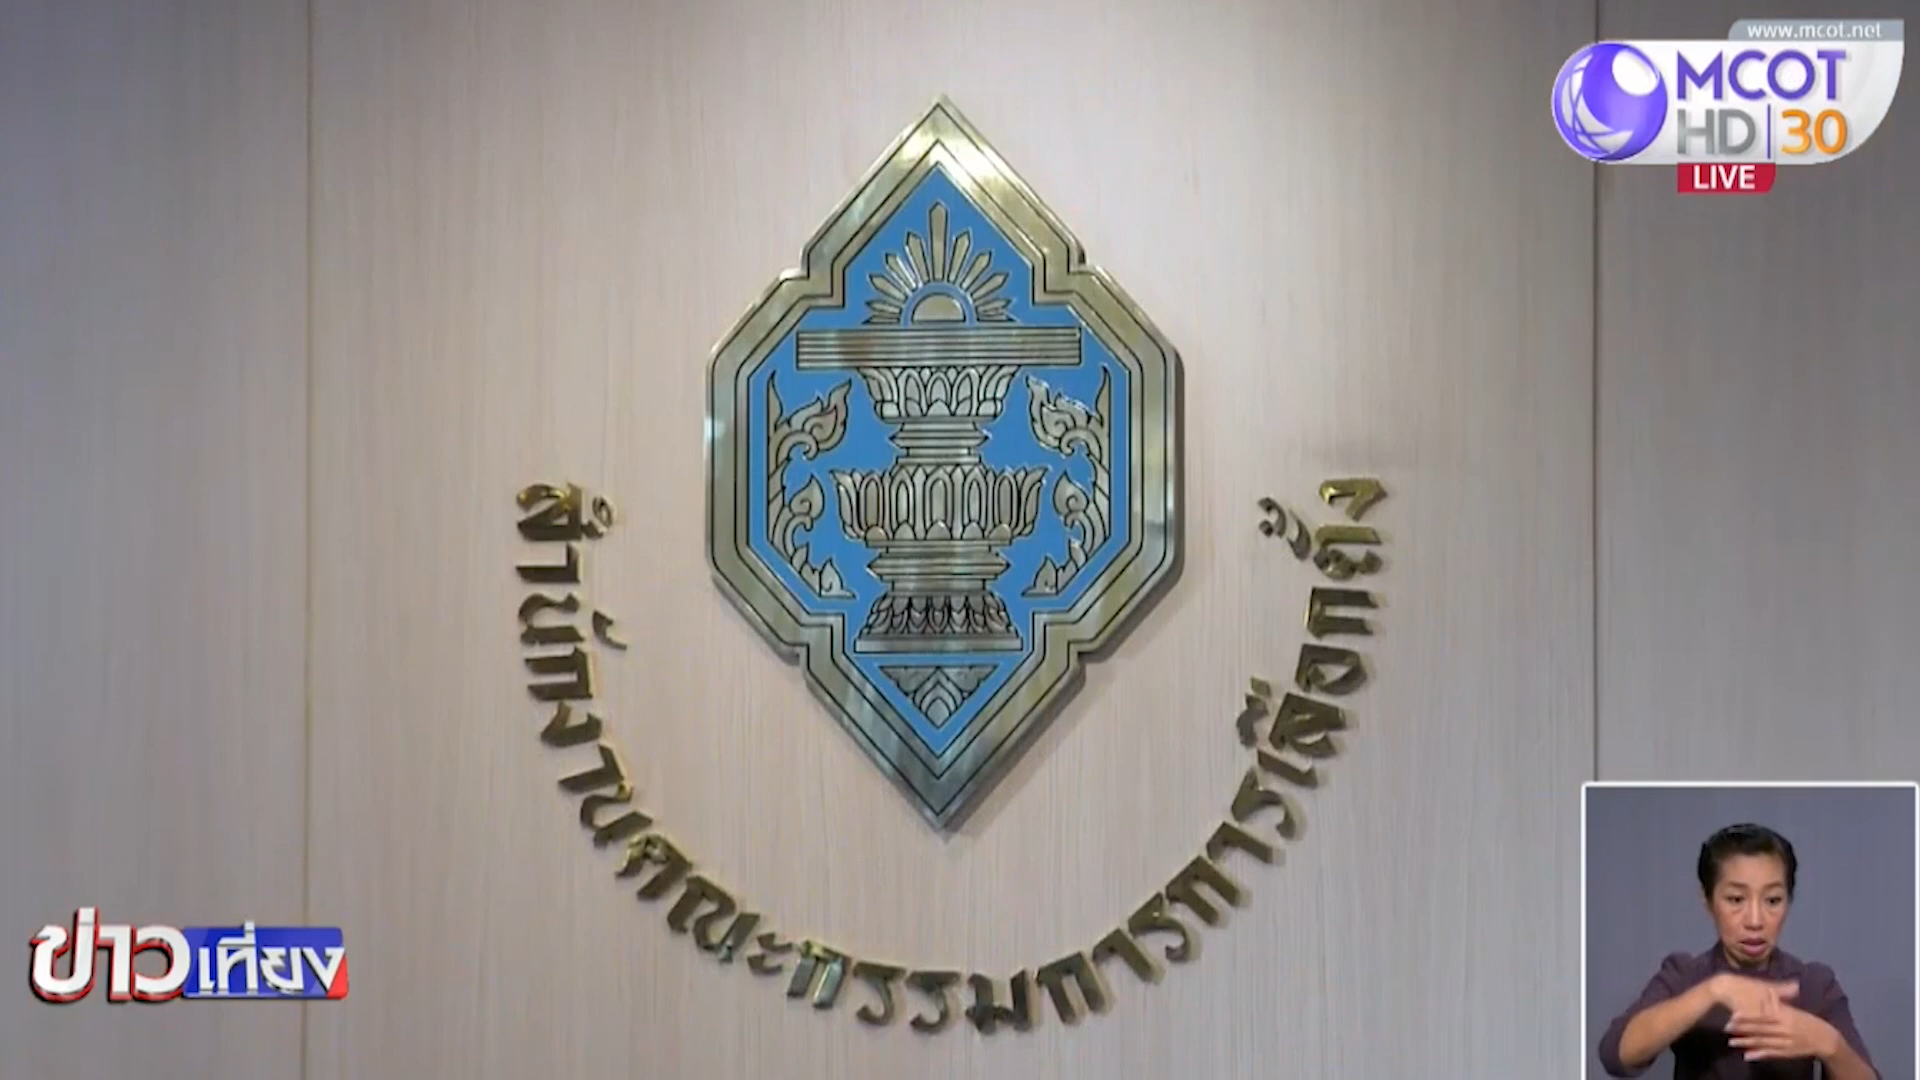 www.mcot.net
MCOT
HD 30
LIVE
สำนักงานคณะกรรมการการเลือกตั้ง
ข่าวเที่ยง